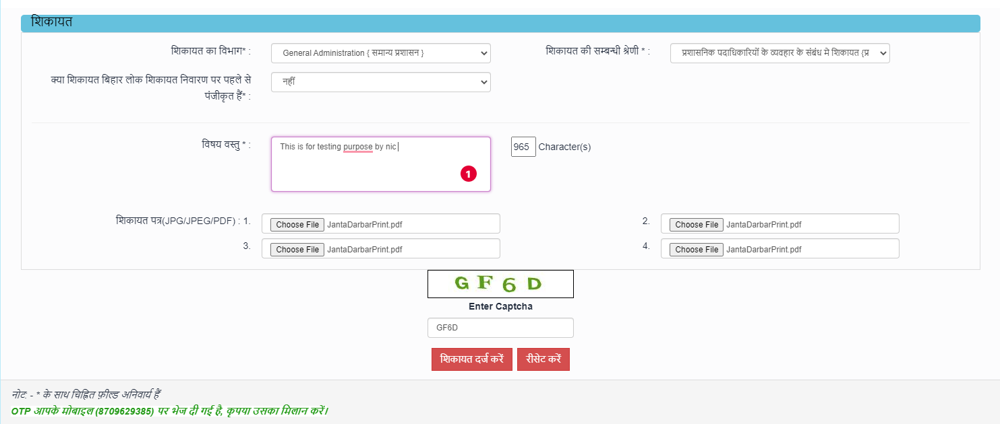 शिकायत
शिकायत का विभाग* : General Administration { समान्य प्रशासन } शिकायत की सम्बन्धी श्रेणी * : प्रशासनिक पदाधिकारियों के व्यवहार के संबंध मे शिकायत {प्र
क्या शिकायत बिहार लोक शिकायत निवारण पर पहले से नहीं
पंजीकृत हैं* :
विषय वस्तु * : This is for testing purpose by nic 965 Character(s)
1
शिकायत पत्र(JPG/JPEG/PDF) : 1. Choose File JantaDarbarPrint.pdf 2. Choose File JantaDarbarPrint.pdf
3. Choose File JantaDarbarPrint.pdf 4. Choose File JantaDarbarPrint.pdf
GF6D
Enter Captcha
GF6D
शिकायत दर्ज करें रीसेट करें
नोट: - * के साथ चिह्नित फ़ील्ड अनिवार्य हैं
OTP आपके मोबाइल (8709629385) पर भेज दी गई है, कृपया उसका मिलान करें।